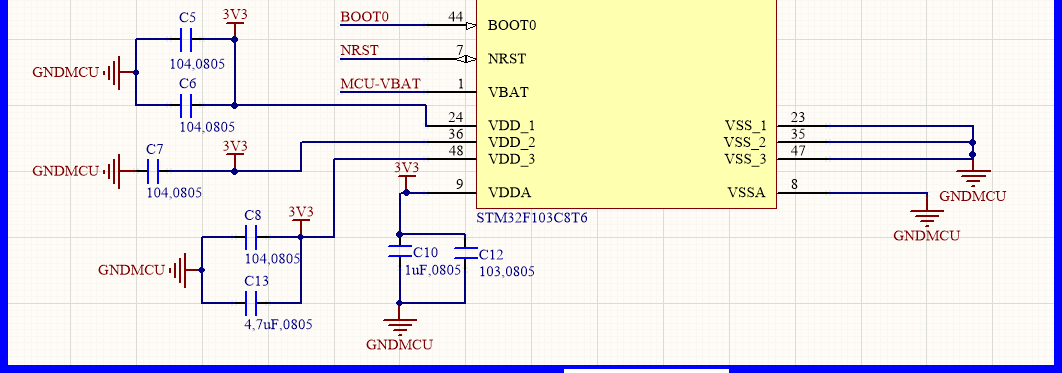 C5
3V3
GNDMCU
104,0805
C6
104,0805
C7
3V3
GNDMCU
104,0805
C8
3V3
104,0805
GNDMCU
C13
4,7uF,0805
BOOT0 44 BOOT0
NRST 7 NRST
MCU-VBAT 1 VBAT
24 VDD_1 VSS_1 23
36 VDD_2 VSS_2 35
48 VDD_3 VSS_3 47
3V3
9 VDDA VSSA 8
STM32F103C8T6
GNDMCU
GNDMCU
C10
1uF,0805
C12
103,0805
GNDMCU